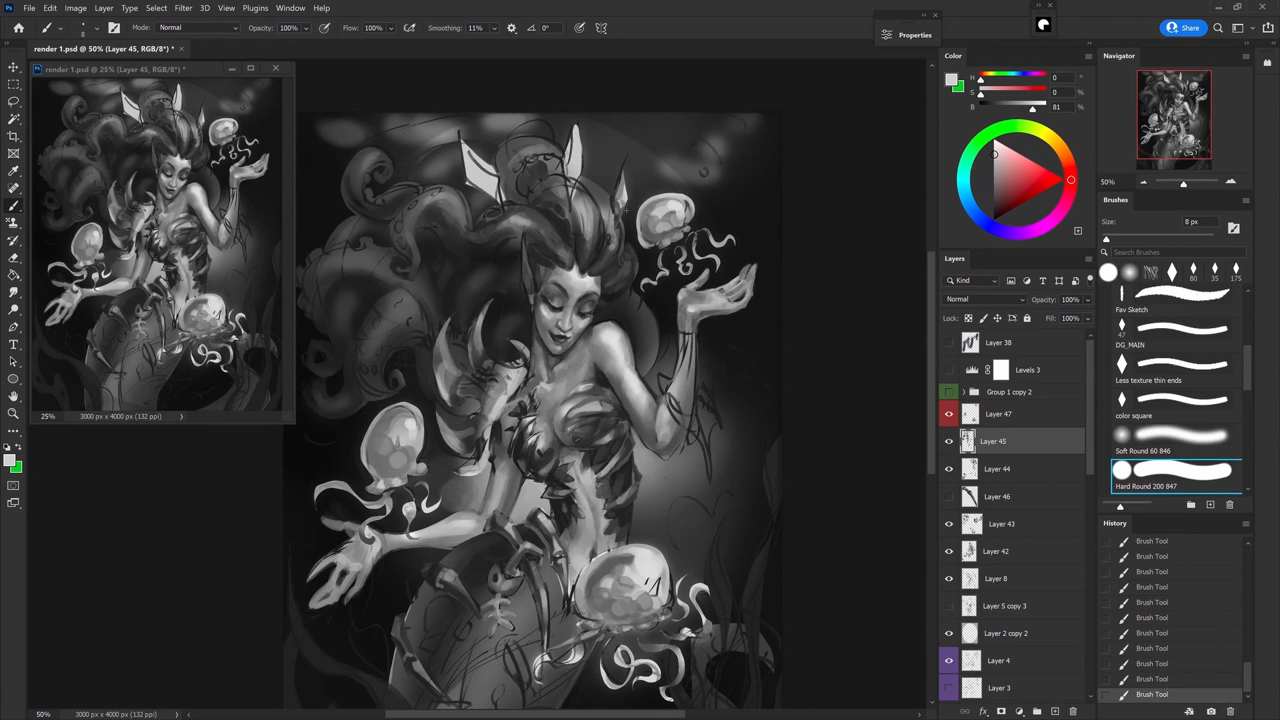 File Edit Image Layer Type Select Filter 3D View Plugins Window Help
Mode: Normal Opacity: 100% Flow: 100% Smoothing: 11% 0° Share
8
render 1.psd @ 50% (Layer 45, RGB/8*) *
render 1.psd @ 25% (Layer 45, RGB/8*) *
25% 3000 px x 4000 px (132 ppi)
50% 3000 px x 4000 px (132 ppi)
Properties
Color
H 0 °
S 0 %
B 81 %
Layers
Kind
Normal Opacity: 100%
Lock: Fill: 100%
Layer 38
Levels 3
Group 1 copy 2
Layer 47
Layer 45
Layer 44
Layer 46
Layer 43
Layer 42
Layer 8
Layer 5 copy 3
Layer 2 copy 2
Layer 4
Layer 3
fx
Navigator
50%
Brushes
Size: 8 px
Search Brushes
80 35 175
Fav Sketch
47
DG_MAIN
Less texture thin ends
color square
Soft Round 60 846
Hard Round 200 847
History
Brush Tool
Brush Tool
Brush Tool
Brush Tool
Brush Tool
Brush Tool
Brush Tool
Brush Tool
Brush Tool
Brush Tool
Brush Tool